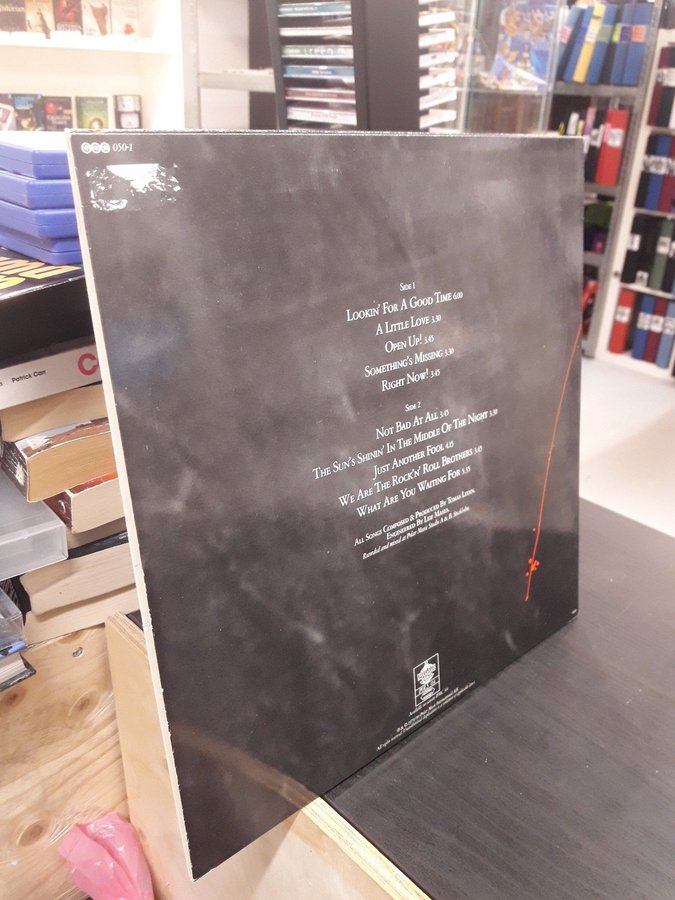 GDC 050-1
SIDE 1
LOOKIN' FOR A GOOD TIME 6.00
A LITTLE LOVE 3.30
OPEN UP! 3.45
SOMETHING'S MISSING 3.30
RIGHT NOW! 3.45
SIDE 2
NOT BAD AT ALL 3.45
THE SUN'S SHININ' IN THE MIDDLE OF THE NIGHT 3.30
JUST ANOTHER FOOL 4.15
WE ARE THE ROCK'N' ROLL BROTHERS 3.45
WHAT ARE YOU WAITING FOR 5.35
ALL SONGS COMPOSED & PRODUCED BY TOMAS LEDIN.
ENGINEERED BY LEIF MASES.
Recorded and mixed at Polar Music Studio A & B, Stockholm.
Patrick Carr